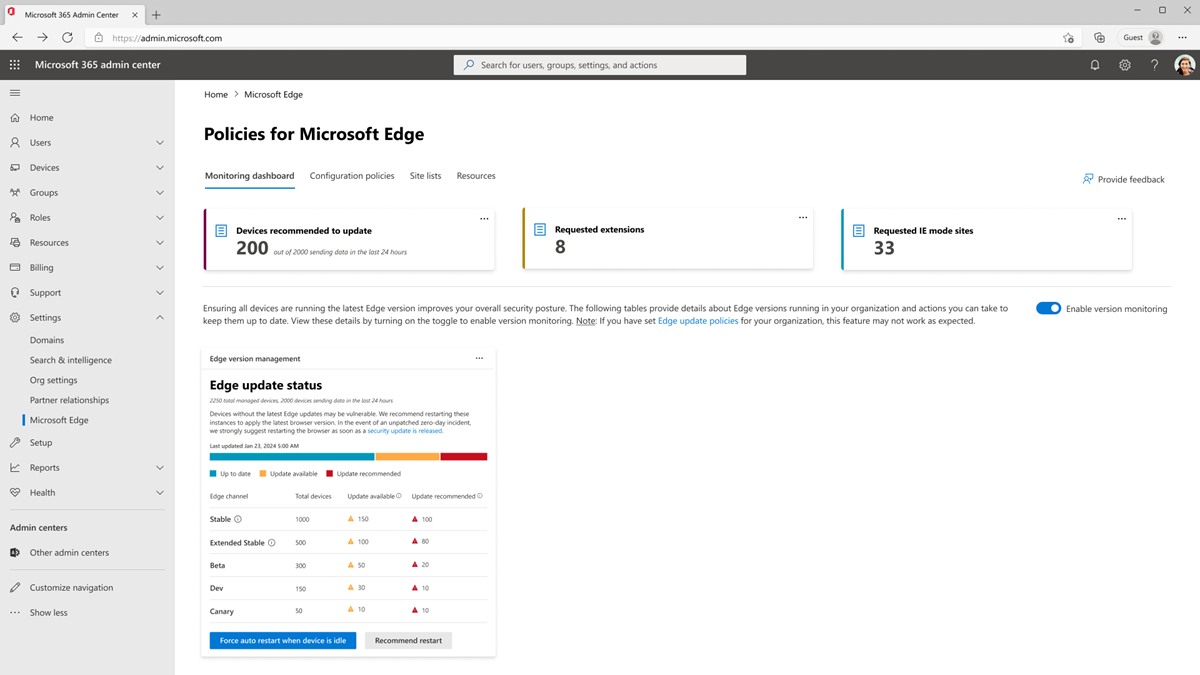 Microsoft 365 Admin Center
https://admin.microsoft.com
Guest
Microsoft 365 admin center
Search for users, groups, settings, and actions
Home
Users
Devices
Groups
Roles
Resources
Billing
Support
Settings
Domains
Search & intelligence
Org settings
Partner relationships
Microsoft Edge
Setup
Reports
Health
Admin centers
Other admin centers
Customize navigation
Show less
Home > Microsoft Edge
Policies for Microsoft Edge
Monitoring dashboard Configuration policies Site lists Resources
Provide feedback
Devices recommended to update
200 out of 2000 sending data in the last 24 hours
Requested extensions
8
Requested IE mode sites
33
Ensuring all devices are running the latest Edge version improves your overall security posture. The following tables provide details about Edge versions running in your organization and actions you can take to
keep them up to date. View these details by turning on the toggle to enable version monitoring. Note: If you have set Edge update policies for your organization, this feature may not work as expected.
Enable version monitoring
Edge version management
Edge update status
2250 total managed devices, 2000 devices sending data in the last 24 hours
Devices without the latest Edge updates may be vulnerable. We recommend restarting these
instances to apply the latest browser version. In the event of an unpatched zero-day incident,
we strongly suggest restarting the browser as soon as a security update is released.
Last updated Jan 23, 2024 5:00 AM
Up to date Update available Update recommended
Edge channel Total devices Update available Update recommended
Stable 1000 150 100
Extended Stable 500 100 80
Beta 300 50 20
Dev 150 30 10
Canary 50 10 10
Force auto restart when device is idle Recommend restart